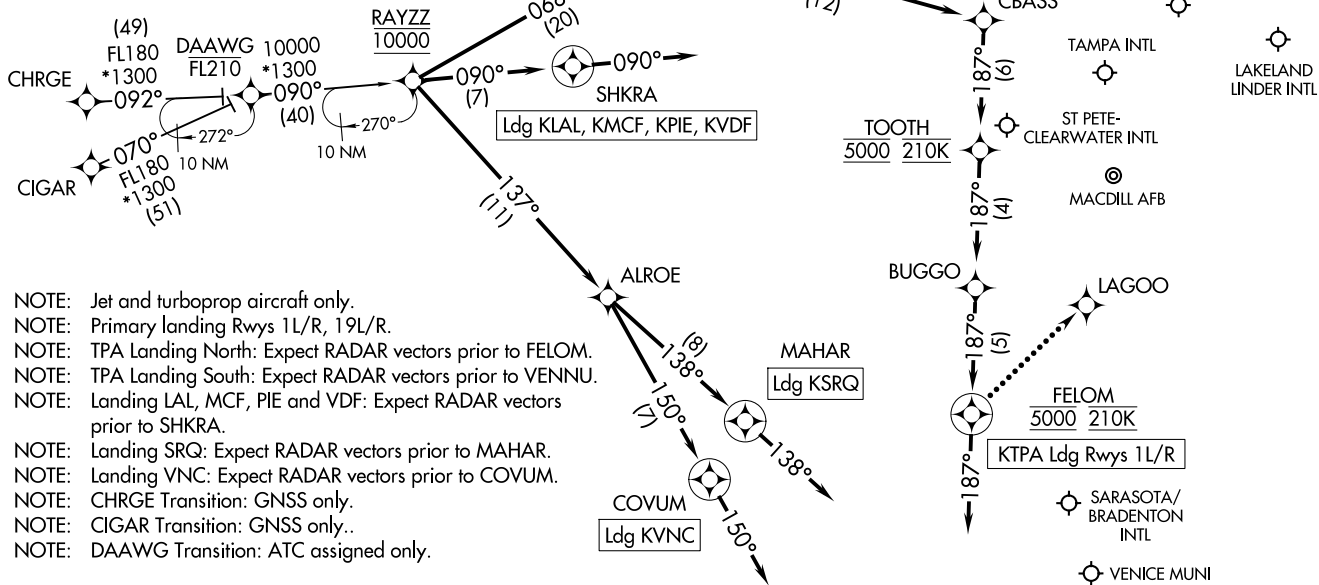 (49)
FL180
*1300
CHRGE
092°
DAAWG
FL210
10000
*1300
090°
(40)
272°
10 NM
CIGAR
070°
FL180
*1300
(51)
RAYZZ
10000
270°
10 NM
(20)
090°
(7)
090°
SHKRA
Ldg KLAL, KMCF, KPIE, KVDF
137°
(11)
ALROE
(8)
138°
MAHAR
Ldg KSRQ
138°
150°
(7)
COVUM
Ldg KVNC
150°
(12)
CBASS
187°
(6)
TAMPA INTL
LAKELAND
LINDER INTL
ST PETE-
CLEARWATER INTL
TOOTH
5000 210K
MACDILL AFB
187°
(4)
BUGGO
LAGOO
187°
(5)
FELOM
5000 210K
KTPA Ldg Rwys 1L/R
187°
SARASOTA/
BRADENTON
INTL
VENICE MUNI
NOTE: Jet and turboprop aircraft only.
NOTE: Primary landing Rwys 1L/R, 19L/R.
NOTE: TPA Landing North: Expect RADAR vectors prior to FELOM.
NOTE: TPA Landing South: Expect RADAR vectors prior to VENNU.
NOTE: Landing LAL, MCF, PIE and VDF: Expect RADAR vectors
prior to SHKRA.
NOTE: Landing SRQ: Expect RADAR vectors prior to MAHAR.
NOTE: Landing VNC: Expect RADAR vectors prior to COVUM.
NOTE: CHRGE Transition: GNSS only.
NOTE: CIGAR Transition: GNSS only..
NOTE: DAAWG Transition: ATC assigned only.